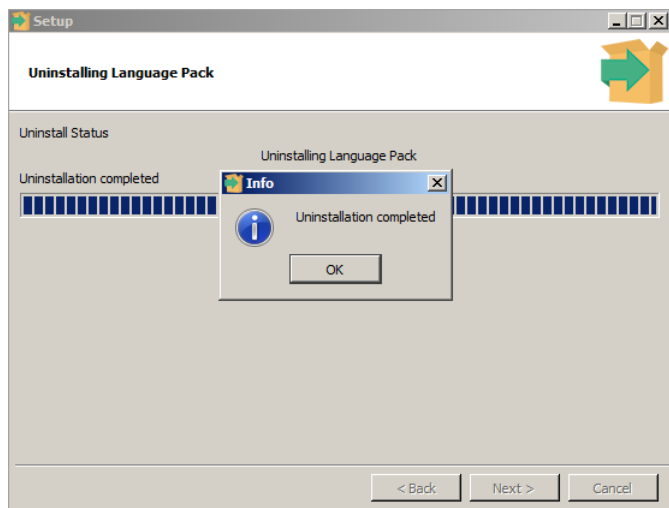 Setup
Uninstalling Language Pack
Uninstall Status
Uninstalling Language Pack
Uninstallation completed
Info
Uninstallation completed
OK
< Back
Next >
Cancel